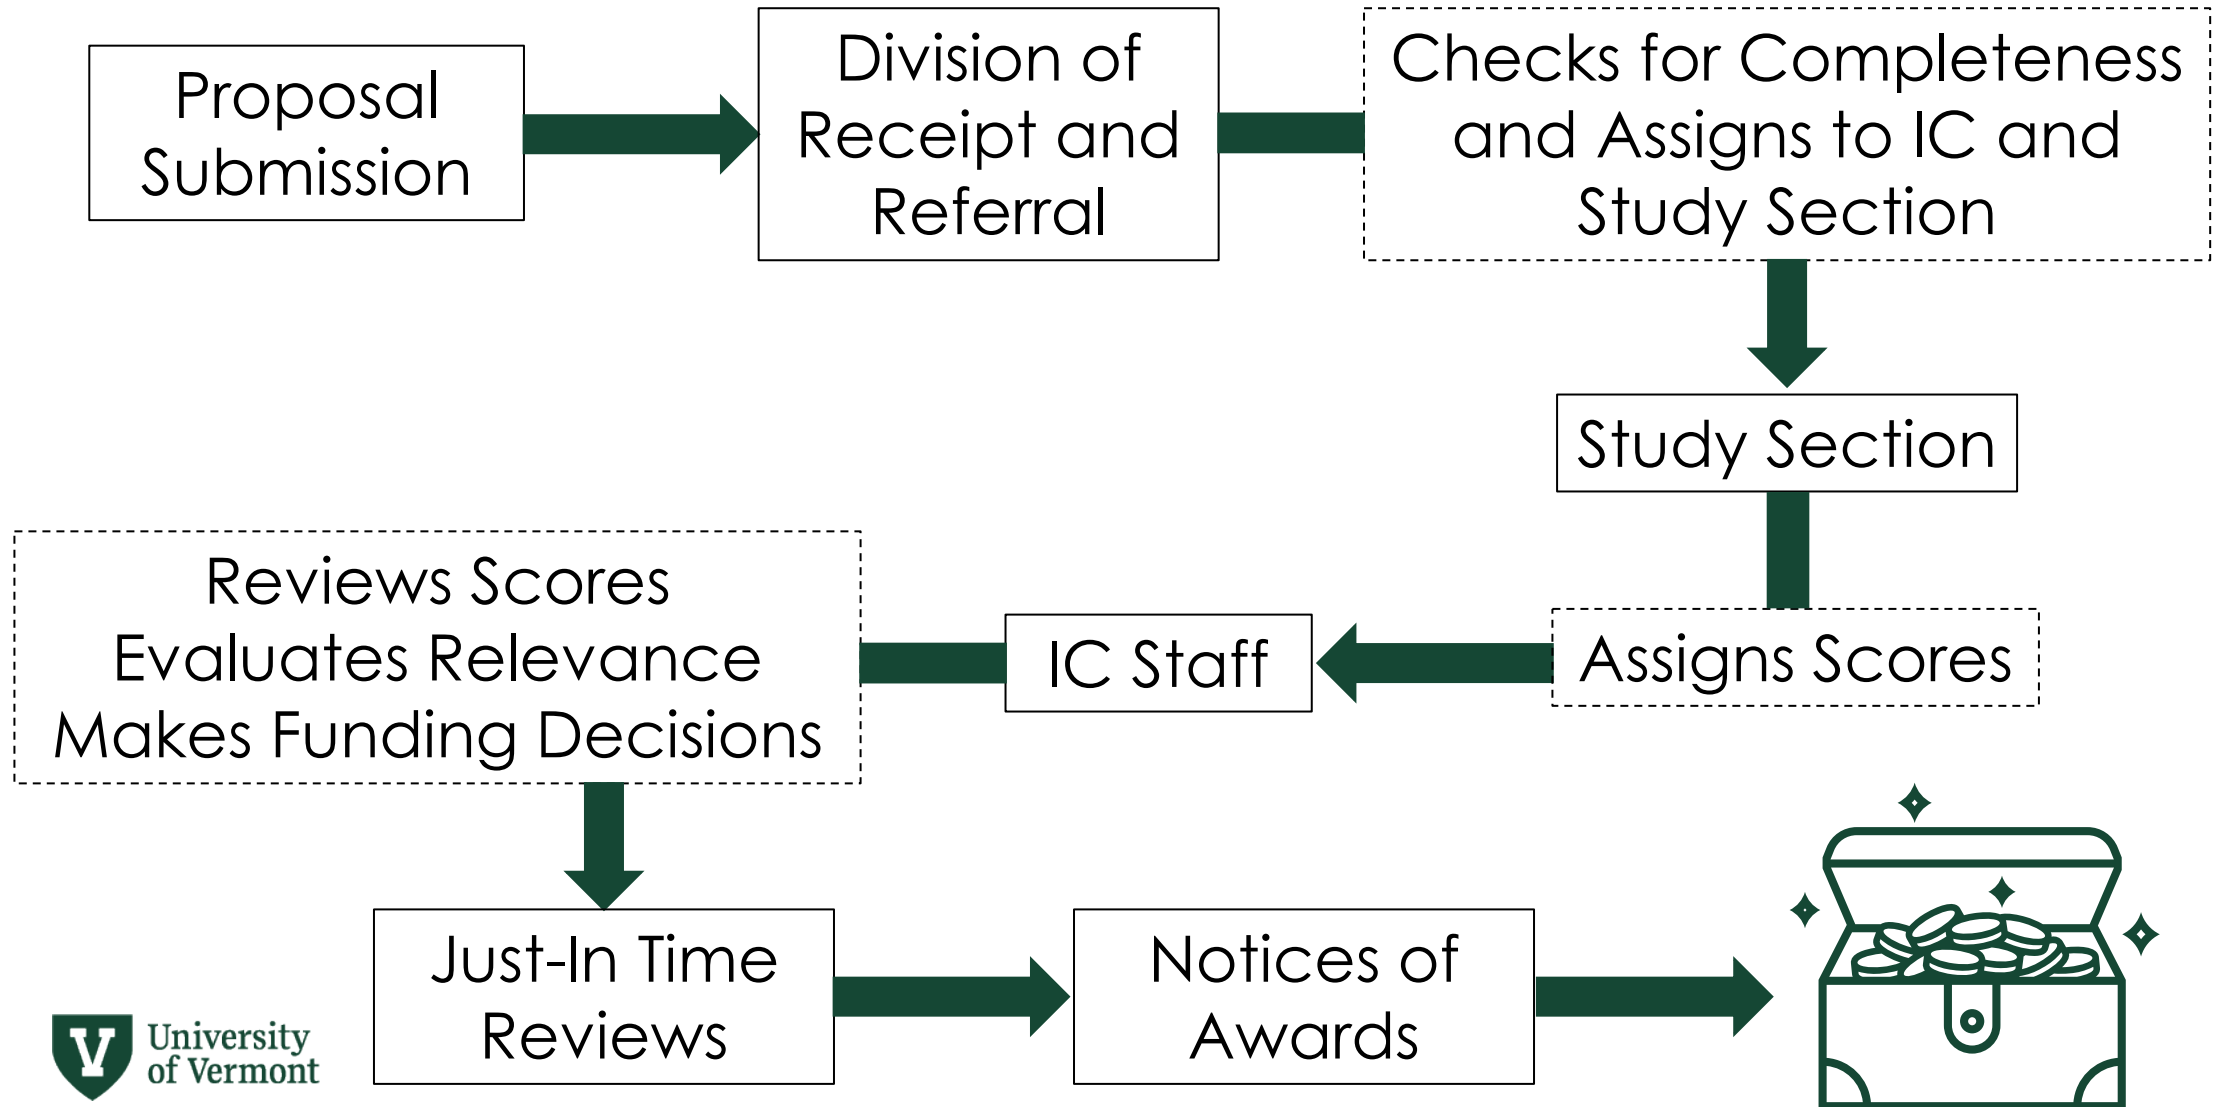 Proposal
Submission
Division of
Receipt and
Referral
Checks for Completeness
and Assigns to IC and
Study Section
Study Section
Assigns Scores
IC Staff
Reviews Scores
Evaluates Relevance
Makes Funding Decisions
Just-In Time
Reviews
Notices of
Awards
V
University
of Vermont